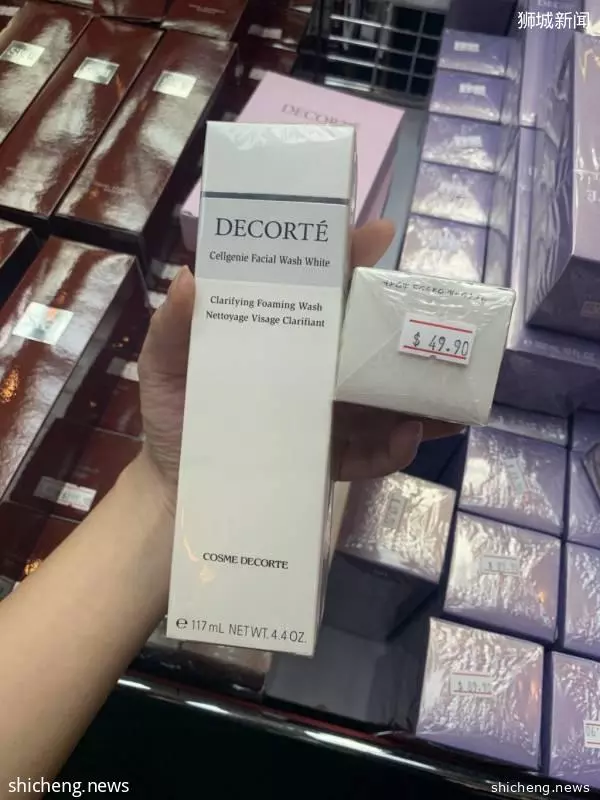 狮城新闻
DECORTÉ
DECORTÉ
Cellgenie Facial Wash White
Clarifying Foaming Wash
Nettoyage Visage Clarifiant
$ 49.90
COSME DECORTE
℮ 117 mL NET WT. 4.4 OZ.
shicheng.news
shicheng.news